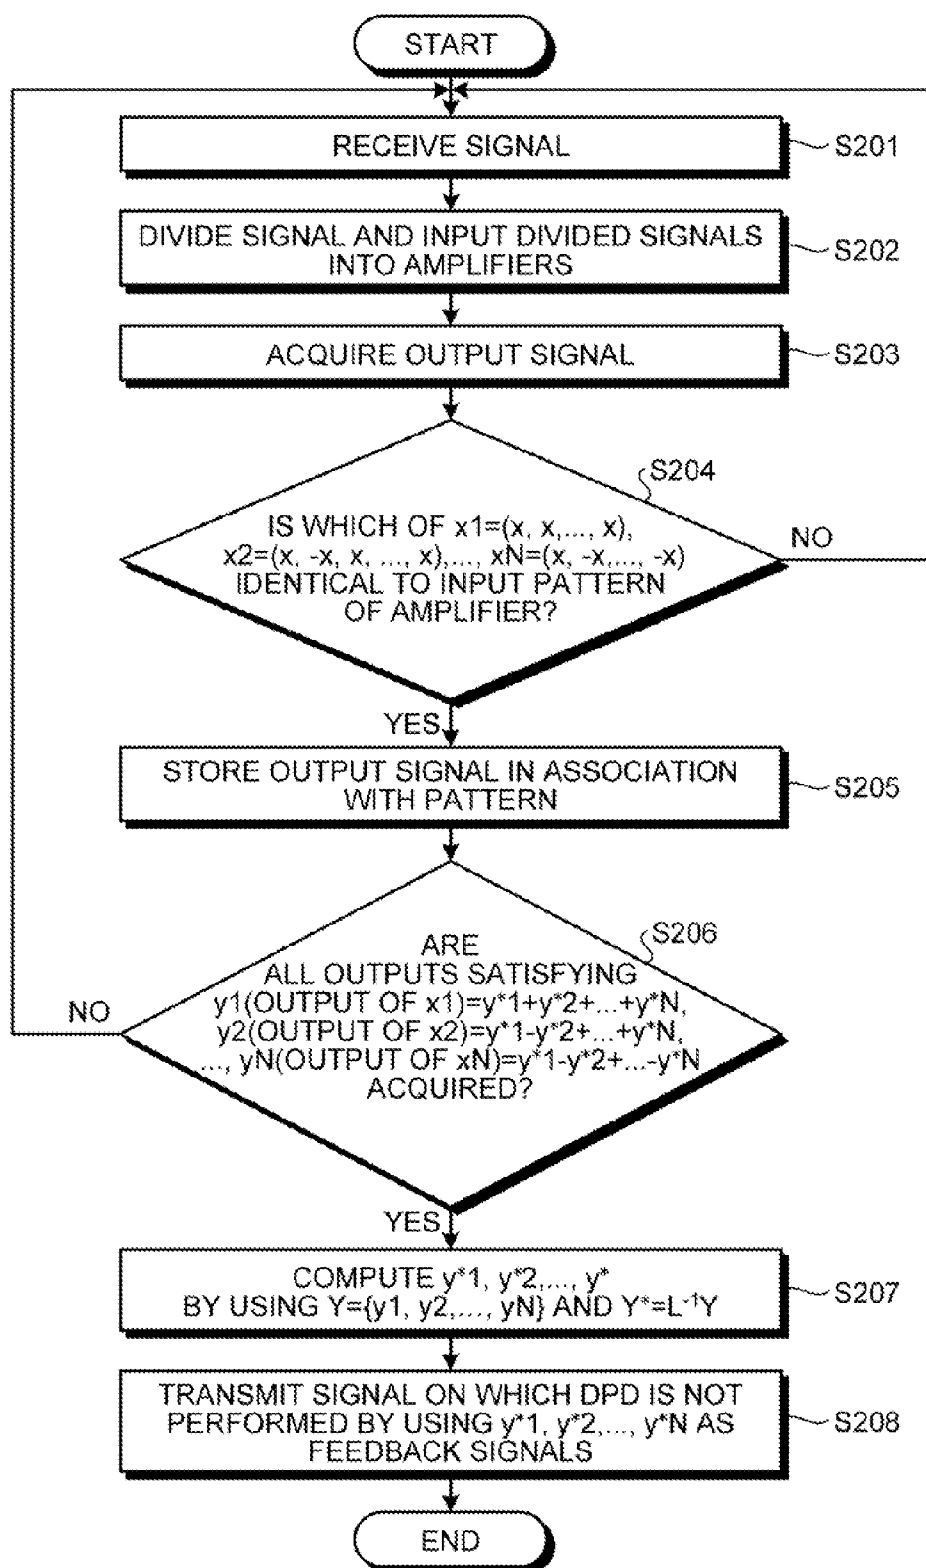 START
RECEIVE SIGNAL
S201
DIVIDE SIGNAL AND INPUT DIVIDED SIGNALS
INTO AMPLIFIERS
S202
ACQUIRE OUTPUT SIGNAL
S203
S204
IS WHICH OF x1=(x, x,..., x),
x2=(x, -x, x, ..., x),..., xN=(x, -x,..., -x)
IDENTICAL TO INPUT PATTERN
OF AMPLIFIER?
NO
YES
STORE OUTPUT SIGNAL IN ASSOCIATION
WITH PATTERN
S205
S206
ARE
ALL OUTPUTS SATISFYING
y1(OUTPUT OF x1)=y*1+y*2+...+y*N,
y2(OUTPUT OF x2)=y*1-y*2+...+y*N,
..., yN(OUTPUT OF xN)=y*1-y*2+...-y*N
ACQUIRED?
NO
YES
COMPUTE y*1, y*2,..., y*
BY USING Y={y1, y2,..., yN} AND Y*=L⁻¹Y
S207
TRANSMIT SIGNAL ON WHICH DPD IS NOT
PERFORMED BY USING y*1, y*2,..., y*N AS
FEEDBACK SIGNALS
S208
END